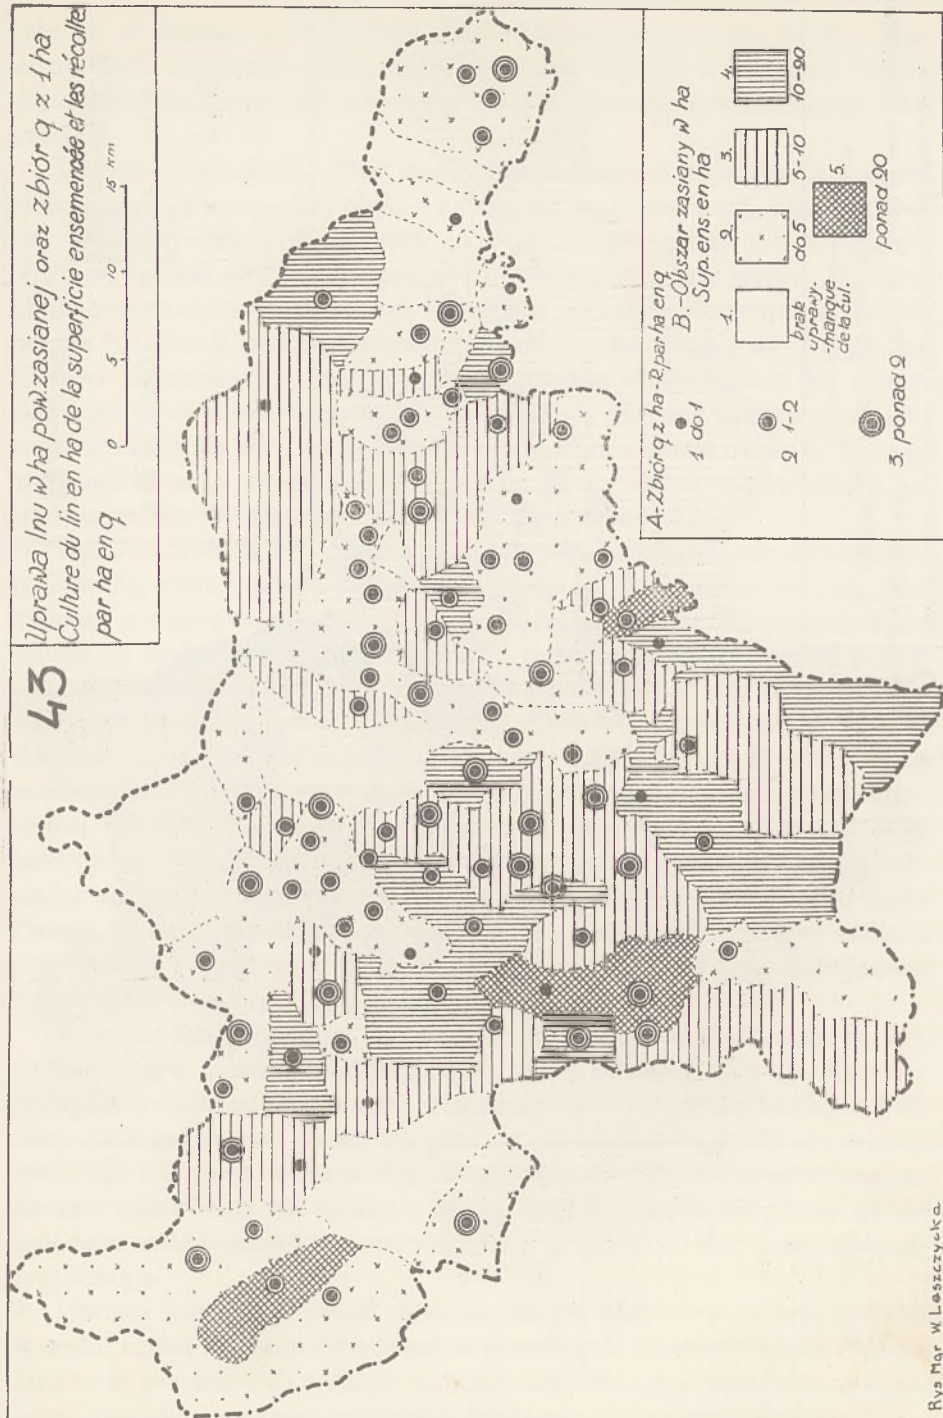 43
Uprawa lnu w ha pow zasianej oraz zbiór q z 1 ha
Culture du lin en ha de la superficie ensemencée et les récoltes
par ha en q
0 5 10 15 Km
A.-Zbiór q z ha - R.par ha en q
1 do 1
2 1-2
3. ponad 2
B.-Obszar zasiany w ha
Sup. ens. en ha
1.
brak
uprawy.-
-manque
de la cul.
2.
do 5
3.
5-10
4.
10-20
5.
ponad 20
Rys Mgr W Leszczycka